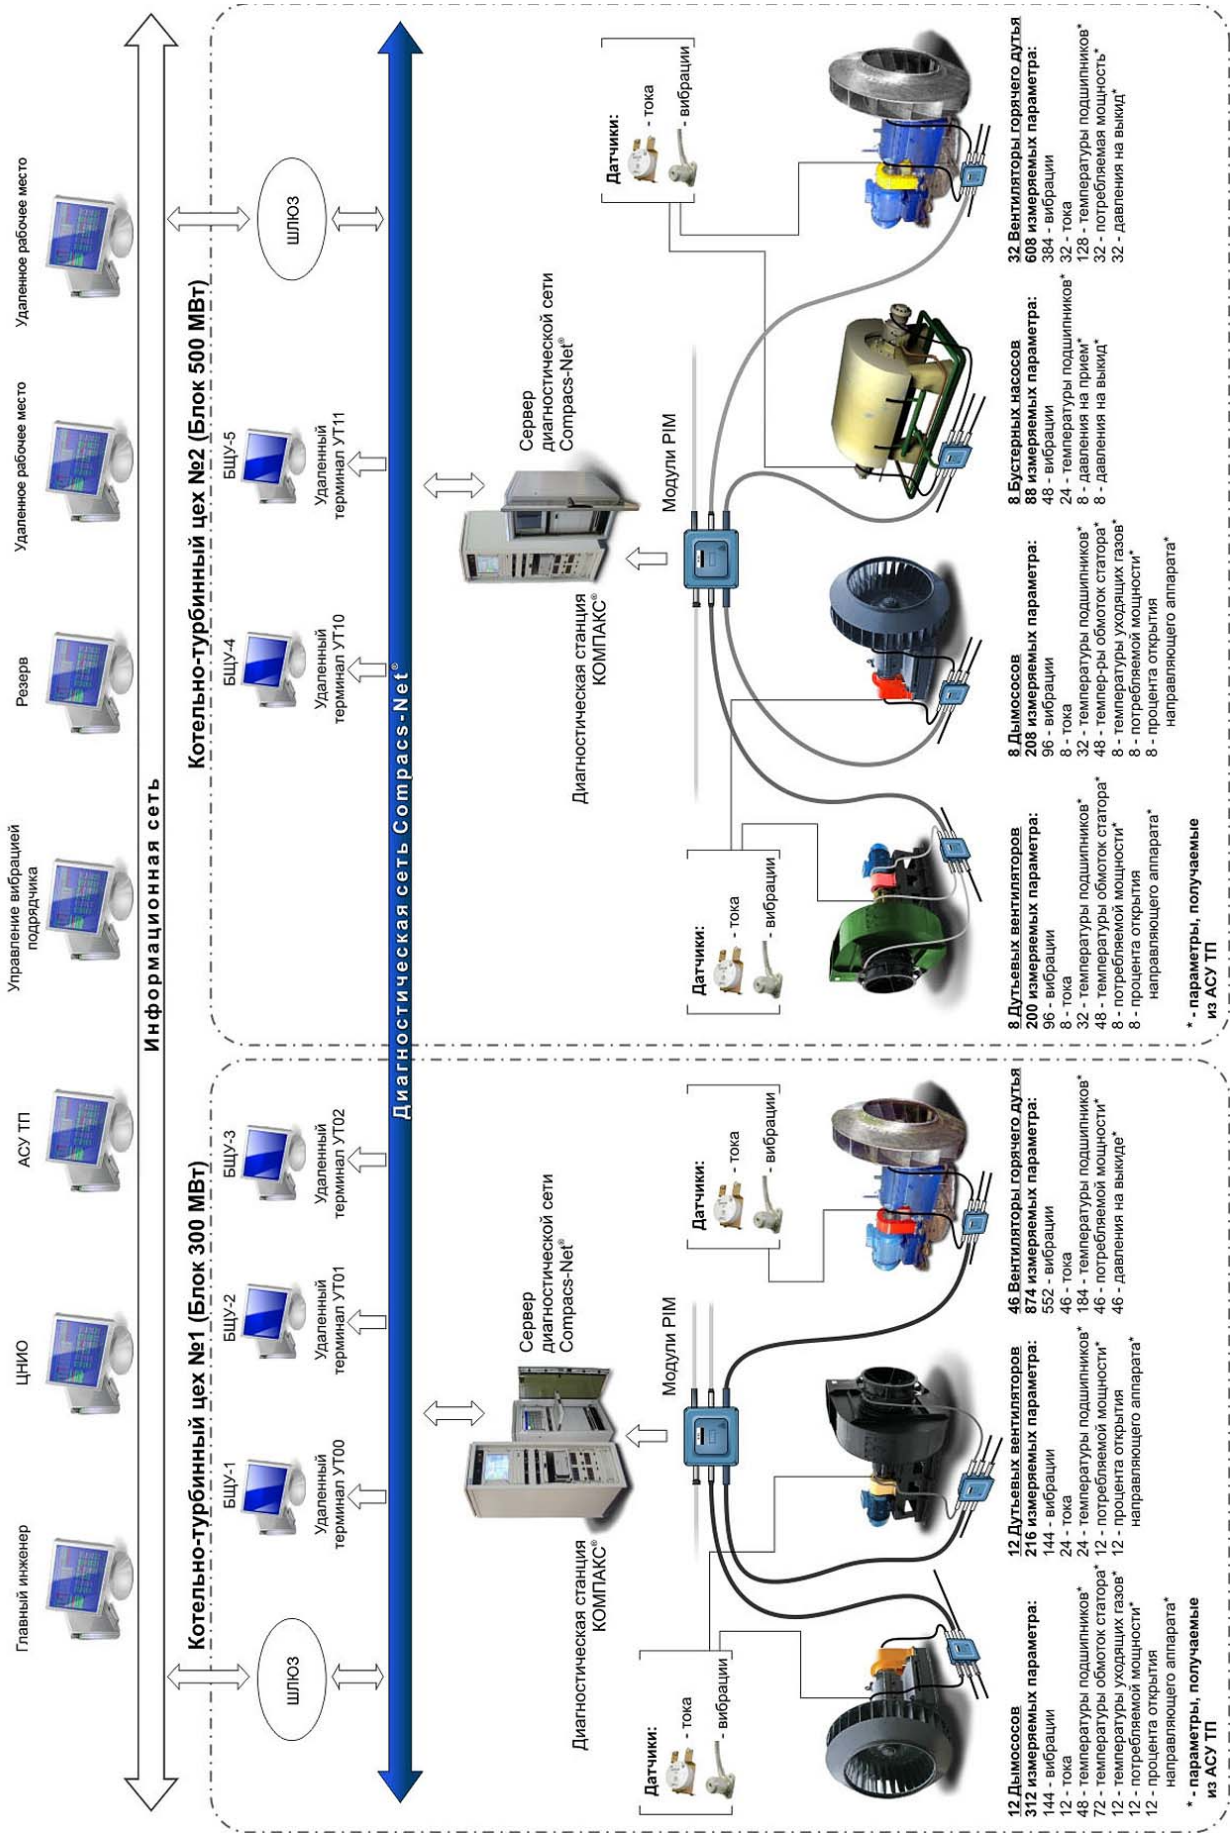 Главный инженер
ЦНИО
АСУ ТП
Управление вибрацией
подрядчика
Резерв
Удаленное рабочее место
Удаленное рабочее место
Информационная сеть
Котельно-турбинный цех №1 (Блок 300 МВт)
ШЛЮЗ
БЩУ-1
Удаленный
терминал УТ00
БЩУ-2
Удаленный
терминал УТ01
БЩУ-3
Удаленный
терминал УТ02
Котельно-турбинный цех №2 (Блок 500 МВт)
БЩУ-4
Удаленный
терминал УТ10
БЩУ-5
Удаленный
терминал УТ11
ШЛЮЗ
Диагностическая сеть Compacs-Net®
Диагностическая станция
КОМПАКС®
Сервер
диагностической сети
Compacs-Net®
Модули PIM
Датчики:
- тока
- вибрации
Датчики:
- тока
- вибрации
12 Дымососов
312 измеряемых параметра:
144 - вибрации
12 - тока
48 - температуры подшипников*
72 - температуры обмоток статора*
12 - температуры уходящих газов*
12 - потребляемой мощности*
12 - процента открытия
направляющего аппарата*
12 Дутьевых вентиляторов
216 измеряемых параметра:
144 - вибрации
24 - тока
24 - температуры подшипников*
12 - потребляемой мощности*
12 - процента открытия
направляющего аппарата*
46 Вентиляторы горячего дутья
874 измеряемых параметра:
552 - вибрации
46 - тока
184 - температуры подшипников*
46 - потребляемой мощности*
46 - давления на выкиде*
* - параметры, получаемые
из АСУ ТП
Диагностическая станция
КОМПАКС®
Сервер
диагностической сети
Compacs-Net®
Модули PIM
Датчики:
- тока
- вибрации
Датчики:
- тока
- вибрации
8 Дутьевых вентиляторов
200 измеряемых параметра:
96 - вибрации
8 - тока
32 - температуры подшипников*
48 - температуры обмоток статора*
8 - потребляемой мощности*
8 - процента открытия
направляющего аппарата*
8 Дымососов
208 измеряемых параметра:
96 - вибрации
8 - тока
32 - температуры подшипников*
48 - темпер-ры обмоток статора*
8 - температуры уходящих газов*
8 - потребляемой мощности*
8 - процента открытия
направляющего аппарата*
8 Бустерных насосов
88 измеряемых параметра:
48 - вибрации
24 - температуры подшипников*
8 - давления на прием*
8 - давления на выкид*
32 Вентиляторы горячего дутья
608 измеряемых параметра:
384 - вибрации
32 - тока
128 - температуры подшипников*
32 - потребляемая мощность*
32 - давления на выкид*
* - параметры, получаемые
из АСУ ТП